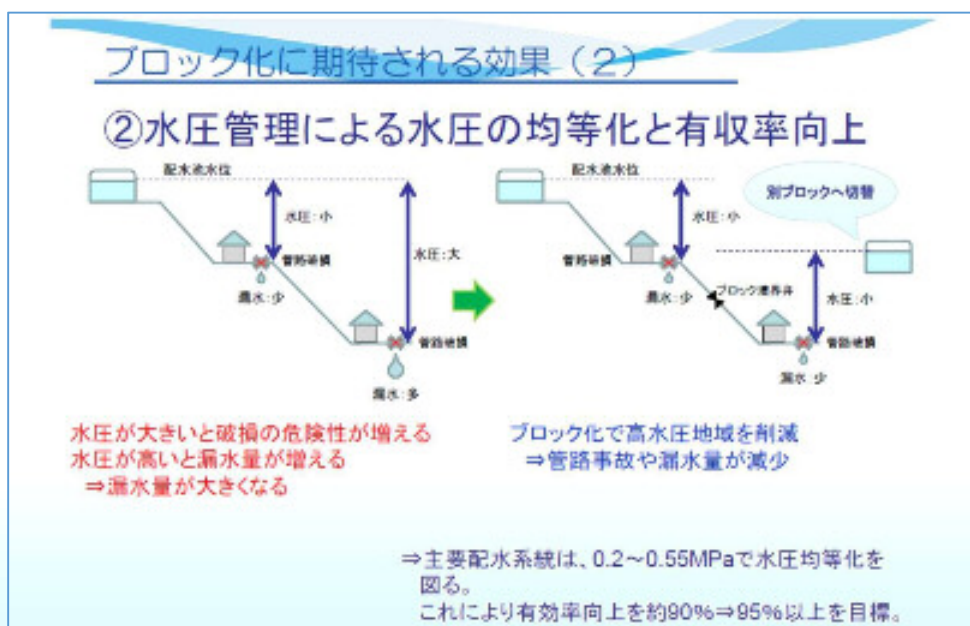 ブロック化に期待される効果（２）
②水圧管理による水圧の均等化と有収率向上
配水池水位
水圧：小
水圧：大
管路破損
漏水：少
管路破損
漏水：多
配水池水位
別ブロックへ切替
水圧：小
管路破損
漏水：少
ブロック境界弁
水圧：小
管路破損
漏水：少
水圧が大きいと破損の危険性が増える
水圧が高いと漏水量が増える
⇒漏水量が大きくなる
ブロック化で高水圧地域を削減
⇒管路事故や漏水量が減少
⇒主要配水系統は、0.2～0.55MPaで水圧均等化を
図る。
これにより有効率向上を約90%⇒95%以上を目標。